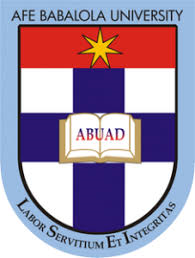 AFE BABALOLA UNIVERSITY
ABUAD
LABOR SERVITIUM ET INTEGRITAS